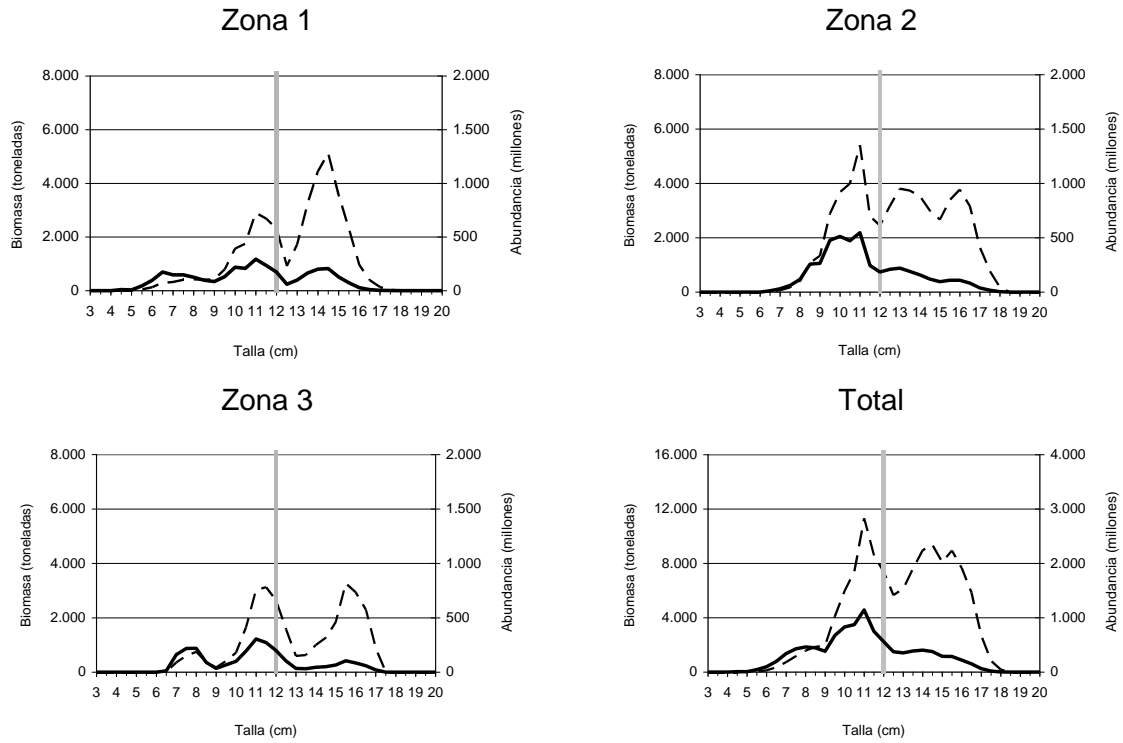 Zona 1
8.000
6.000
4.000
2.000
0
2.000
1.500
1.000
500
0
Biomasa (toneladas)
Abundancia (millones)
3 4 5 6 7 8 9 10 11 12 13 14 15 16 17 18 19 20
Talla (cm)
Zona 2
8.000
6.000
4.000
2.000
0
2.000
1.500
1.000
500
0
Biomasa (toneladas)
Abundancia (millones)
3 4 5 6 7 8 9 10 11 12 13 14 15 16 17 18 19 20
Talla (cm)
Zona 3
8.000
6.000
4.000
2.000
0
2.000
1.500
1.000
500
0
Biomasa (toneladas)
Abundancia (millones)
3 4 5 6 7 8 9 10 11 12 13 14 15 16 17 18 19 20
Talla (cm)
Total
16.000
12.000
8.000
4.000
0
4.000
3.000
2.000
1.000
0
Biomasa (toneladas)
Abundancia (millones)
3 4 5 6 7 8 9 10 11 12 13 14 15 16 17 18 19 20
Talla (cm)